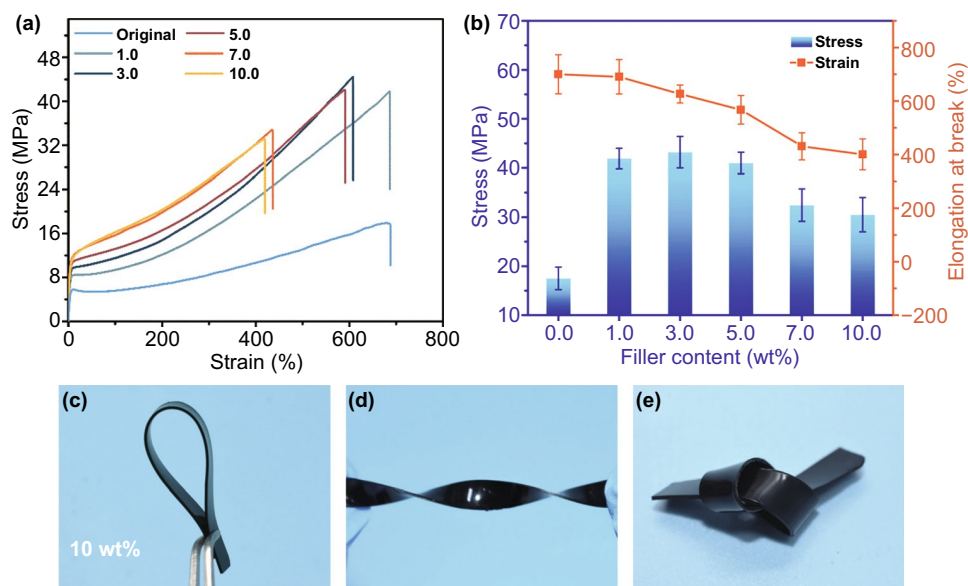 (a)
Original
1.0
3.0
5.0
7.0
10.0
48
40
32
24
16
8
0
Stress (MPa)
0
200
400
600
800
Strain (%)
(b)
Stress
Strain
70
60
50
40
30
20
10
Stress (MPa)
800
600
400
200
0
−200
Elongation at break (%)
0.0
1.0
3.0
5.0
7.0
10.0
Filler content (wt%)
(c)
10 wt%
(d)
(e)